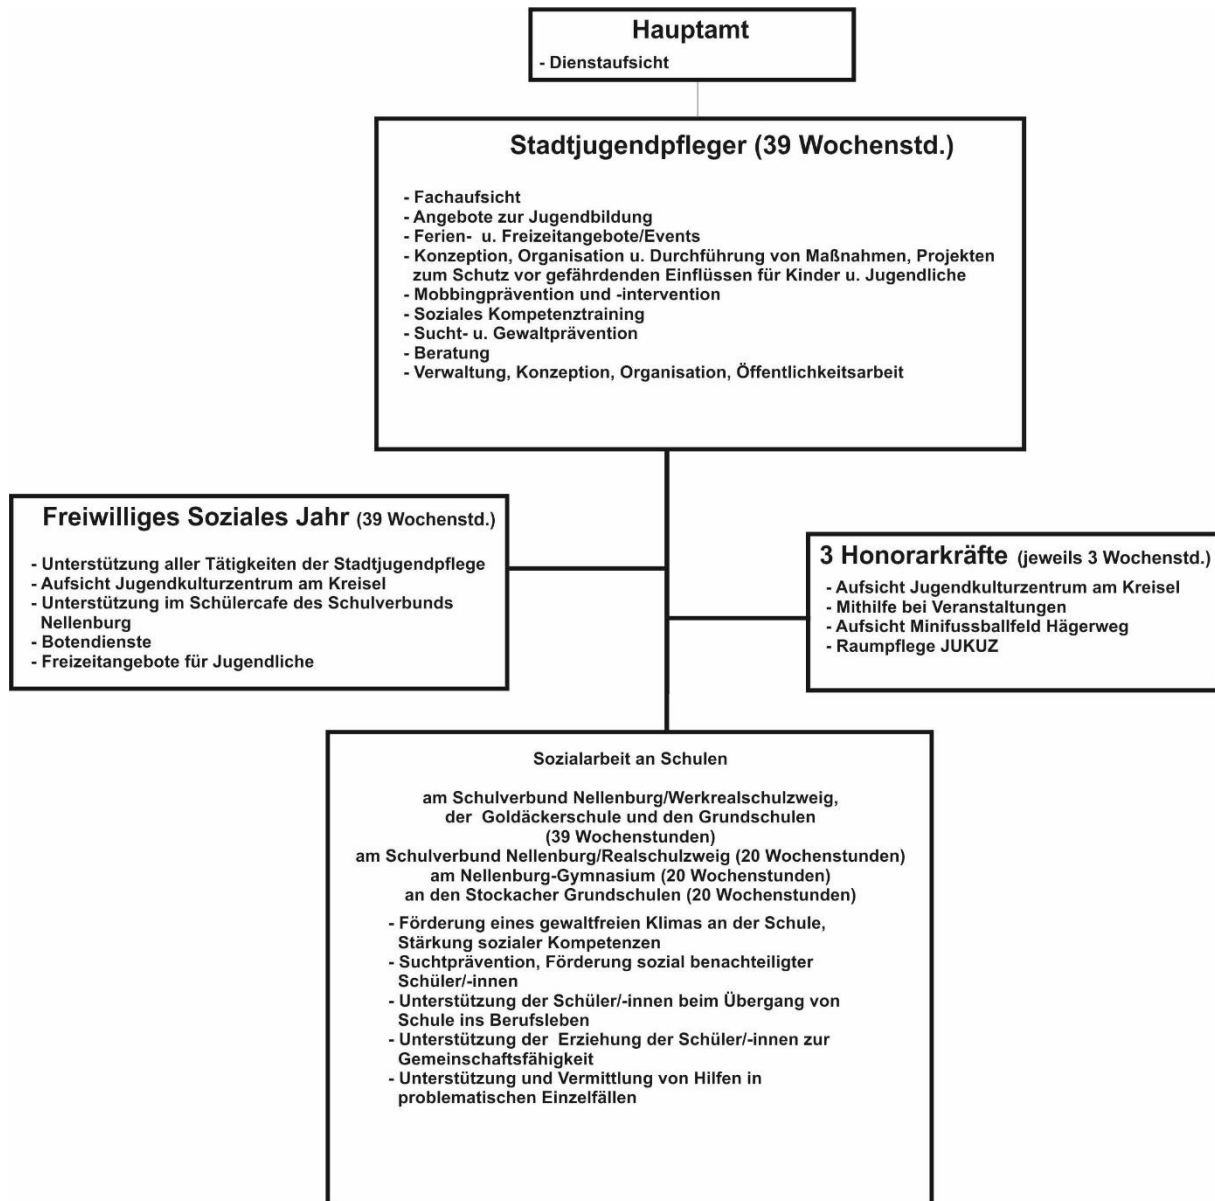 Hauptamt
- Dienstaufsicht
Stadtjugendpfleger (39 Wochenstd.)
- Fachaufsicht
- Angebote zur Jugendbildung
- Ferien- u. Freizeitangebote/Events
- Konzeption, Organisation u. Durchführung von Maßnahmen, Projekten
zum Schutz vor gefährdenden Einflüssen für Kinder u. Jugendliche
- Mobbingprävention und -intervention
- Soziales Kompetenztraining
- Sucht- u. Gewaltprävention
- Beratung
- Verwaltung, Konzeption, Organisation, Öffentlichkeitsarbeit
Freiwilliges Soziales Jahr (39 Wochenstd.)
- Unterstützung aller Tätigkeiten der Stadtjugendpflege
- Aufsicht Jugendkulturzentrum am Kreisel
- Unterstützung im Schülercafe des Schulverbunds
Nellenburg
- Botendienste
- Freizeitangebote für Jugendliche
3 Honorarkräfte (jeweils 3 Wochenstd.)
- Aufsicht Jugendkulturzentrum am Kreisel
- Mithilfe bei Veranstaltungen
- Aufsicht Minifussballfeld Hägerweg
- Raumpflege JUKUZ
Sozialarbeit an Schulen
am Schulverbund Nellenburg/Werkrealschulzweig,
der Goldäckerschule und den Grundschulen
(39 Wochenstunden)
am Schulverbund Nellenburg/Realschulzweig (20 Wochenstunden)
am Nellenburg-Gymnasium (20 Wochenstunden)
an den Stockacher Grundschulen (20 Wochenstunden)
- Förderung eines gewaltfreien Klimas an der Schule,
Stärkung sozialer Kompetenzen
- Suchtprävention, Förderung sozial benachteiligter
Schüler/-innen
- Unterstützung der Schüler/-innen beim Übergang von
Schule ins Berufsleben
- Unterstützung der Erziehung der Schüler/-innen zur
Gemeinschaftsfähigkeit
- Unterstützung und Vermittlung von Hilfen in
problematischen Einzelfällen